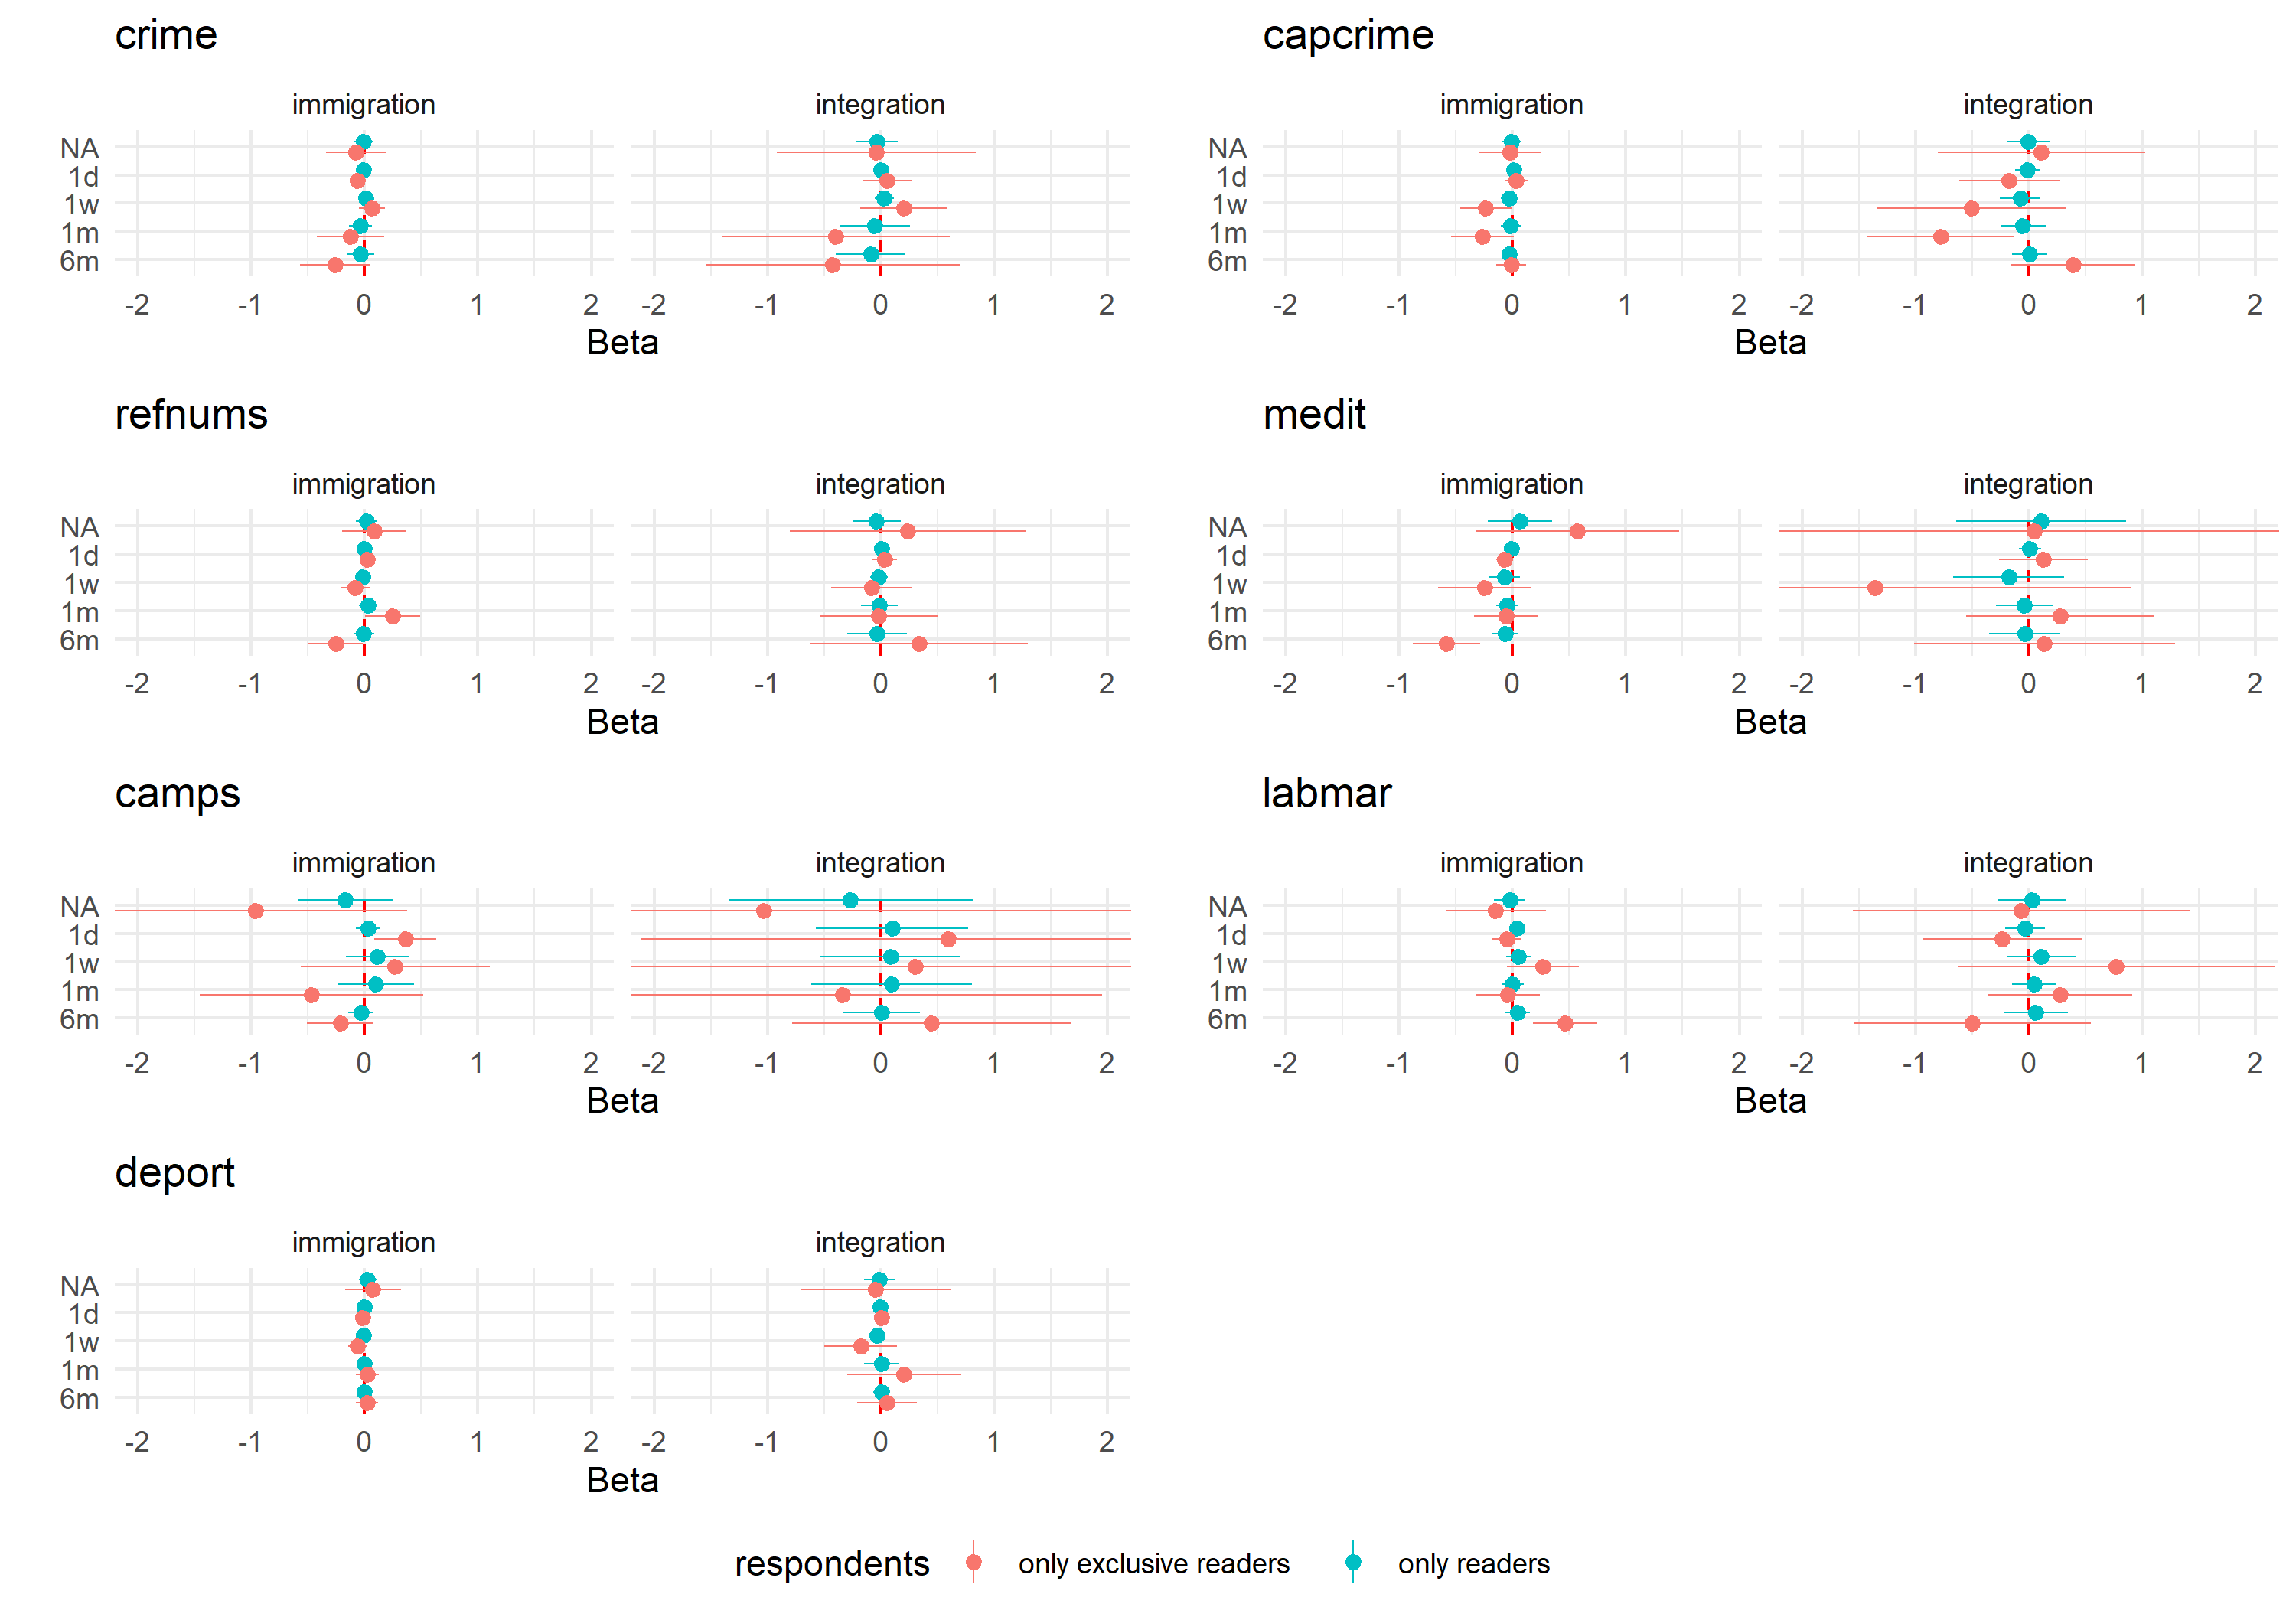 crime
immigration integration
NA
1d
1w
1m
6m
-2 -1 0 1 2 -2 -1 0 1 2
Beta
capcrime
immigration integration
NA
1d
1w
1m
6m
-2 -1 0 1 2 -2 -1 0 1 2
Beta
refnums
immigration integration
NA
1d
1w
1m
6m
-2 -1 0 1 2 -2 -1 0 1 2
Beta
medit
immigration integration
NA
1d
1w
1m
6m
-2 -1 0 1 2 -2 -1 0 1 2
Beta
camps
immigration integration
NA
1d
1w
1m
6m
-2 -1 0 1 2 -2 -1 0 1 2
Beta
labmar
immigration integration
NA
1d
1w
1m
6m
-2 -1 0 1 2 -2 -1 0 1 2
Beta
deport
immigration integration
NA
1d
1w
1m
6m
-2 -1 0 1 2 -2 -1 0 1 2
Beta
respondents only exclusive readers only readers